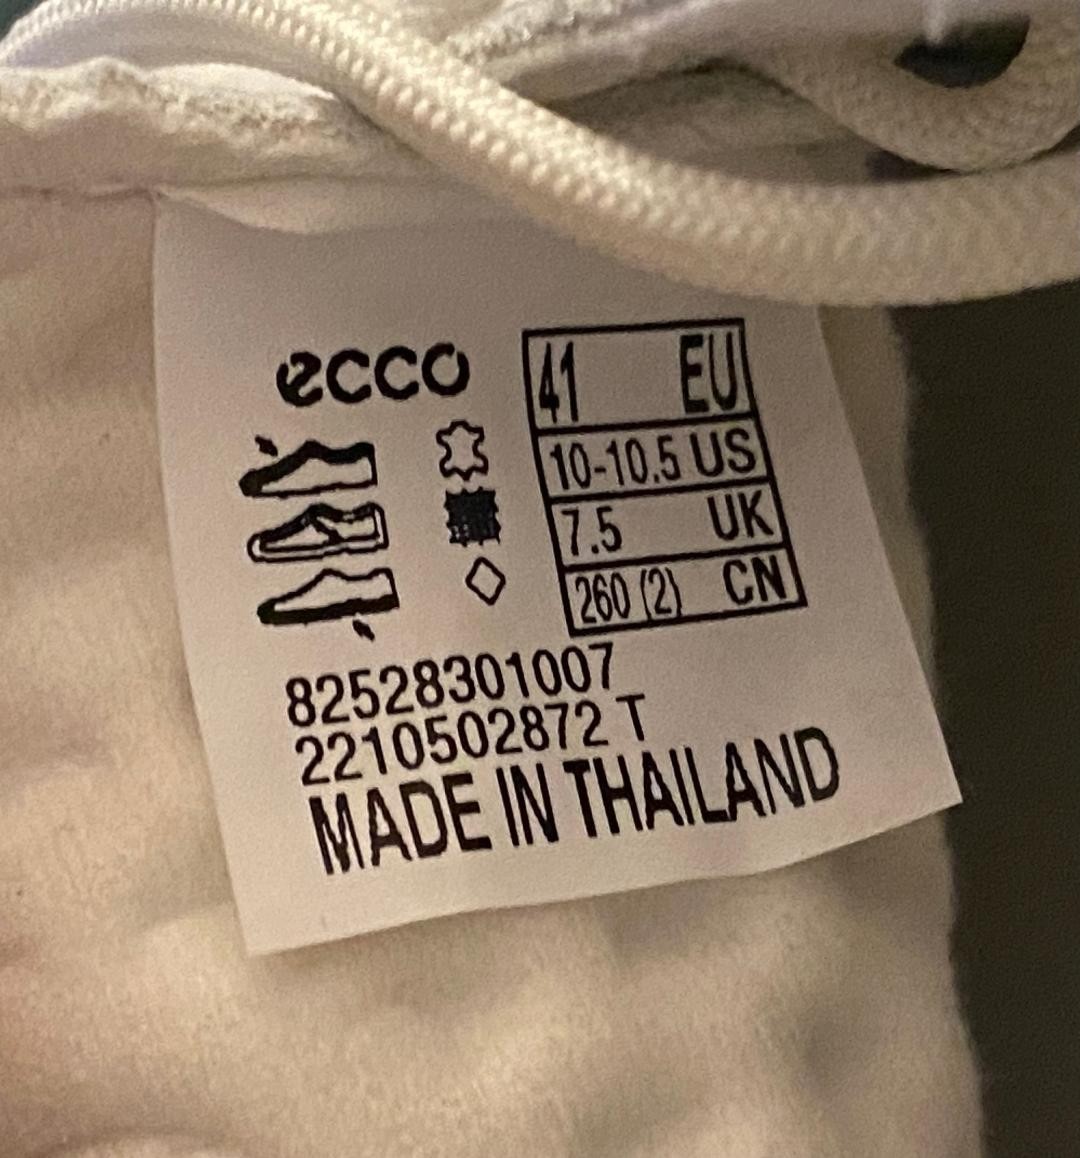 ecco
41 EU
10-10.5 US
7.5 UK
260 (2) CN
82528301007
2210502872 T
MADE IN THAILAND